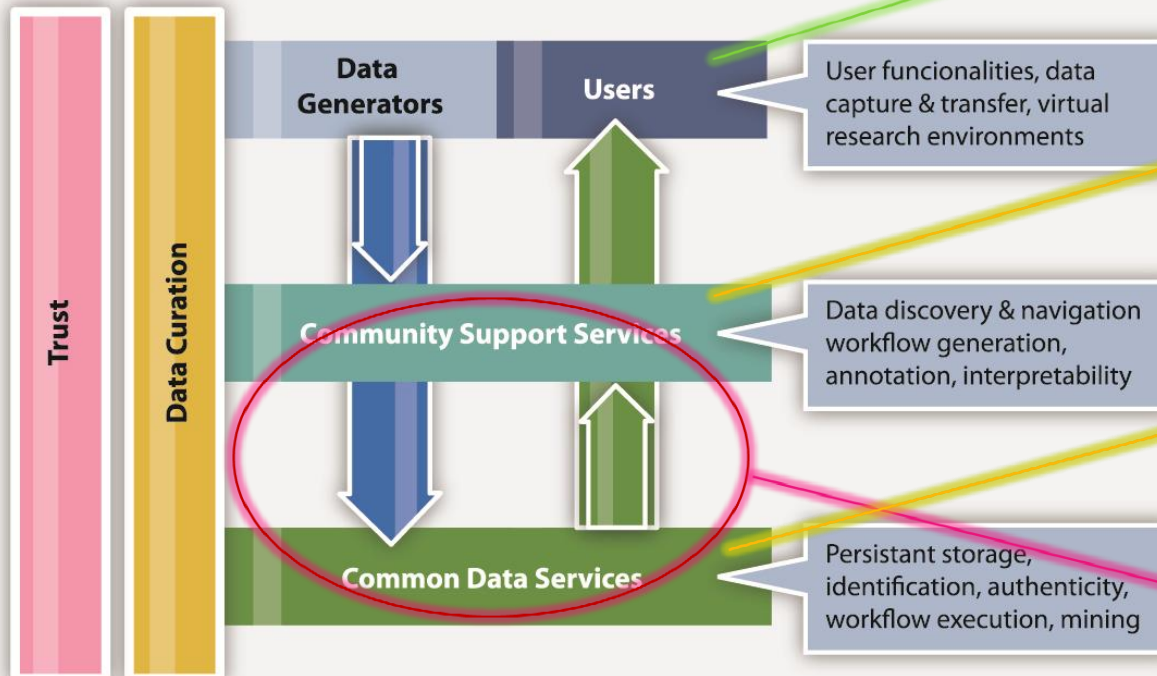 Trust
Data Curation
Data
Generators
Users
User funcionalities, data
capture & transfer, virtual
research environments
Community Support Services
Data discovery & navigation
workflow generation,
annotation, interpretability
Common Data Services
Persistant storage,
identification, authenticity,
workflow execution, mining